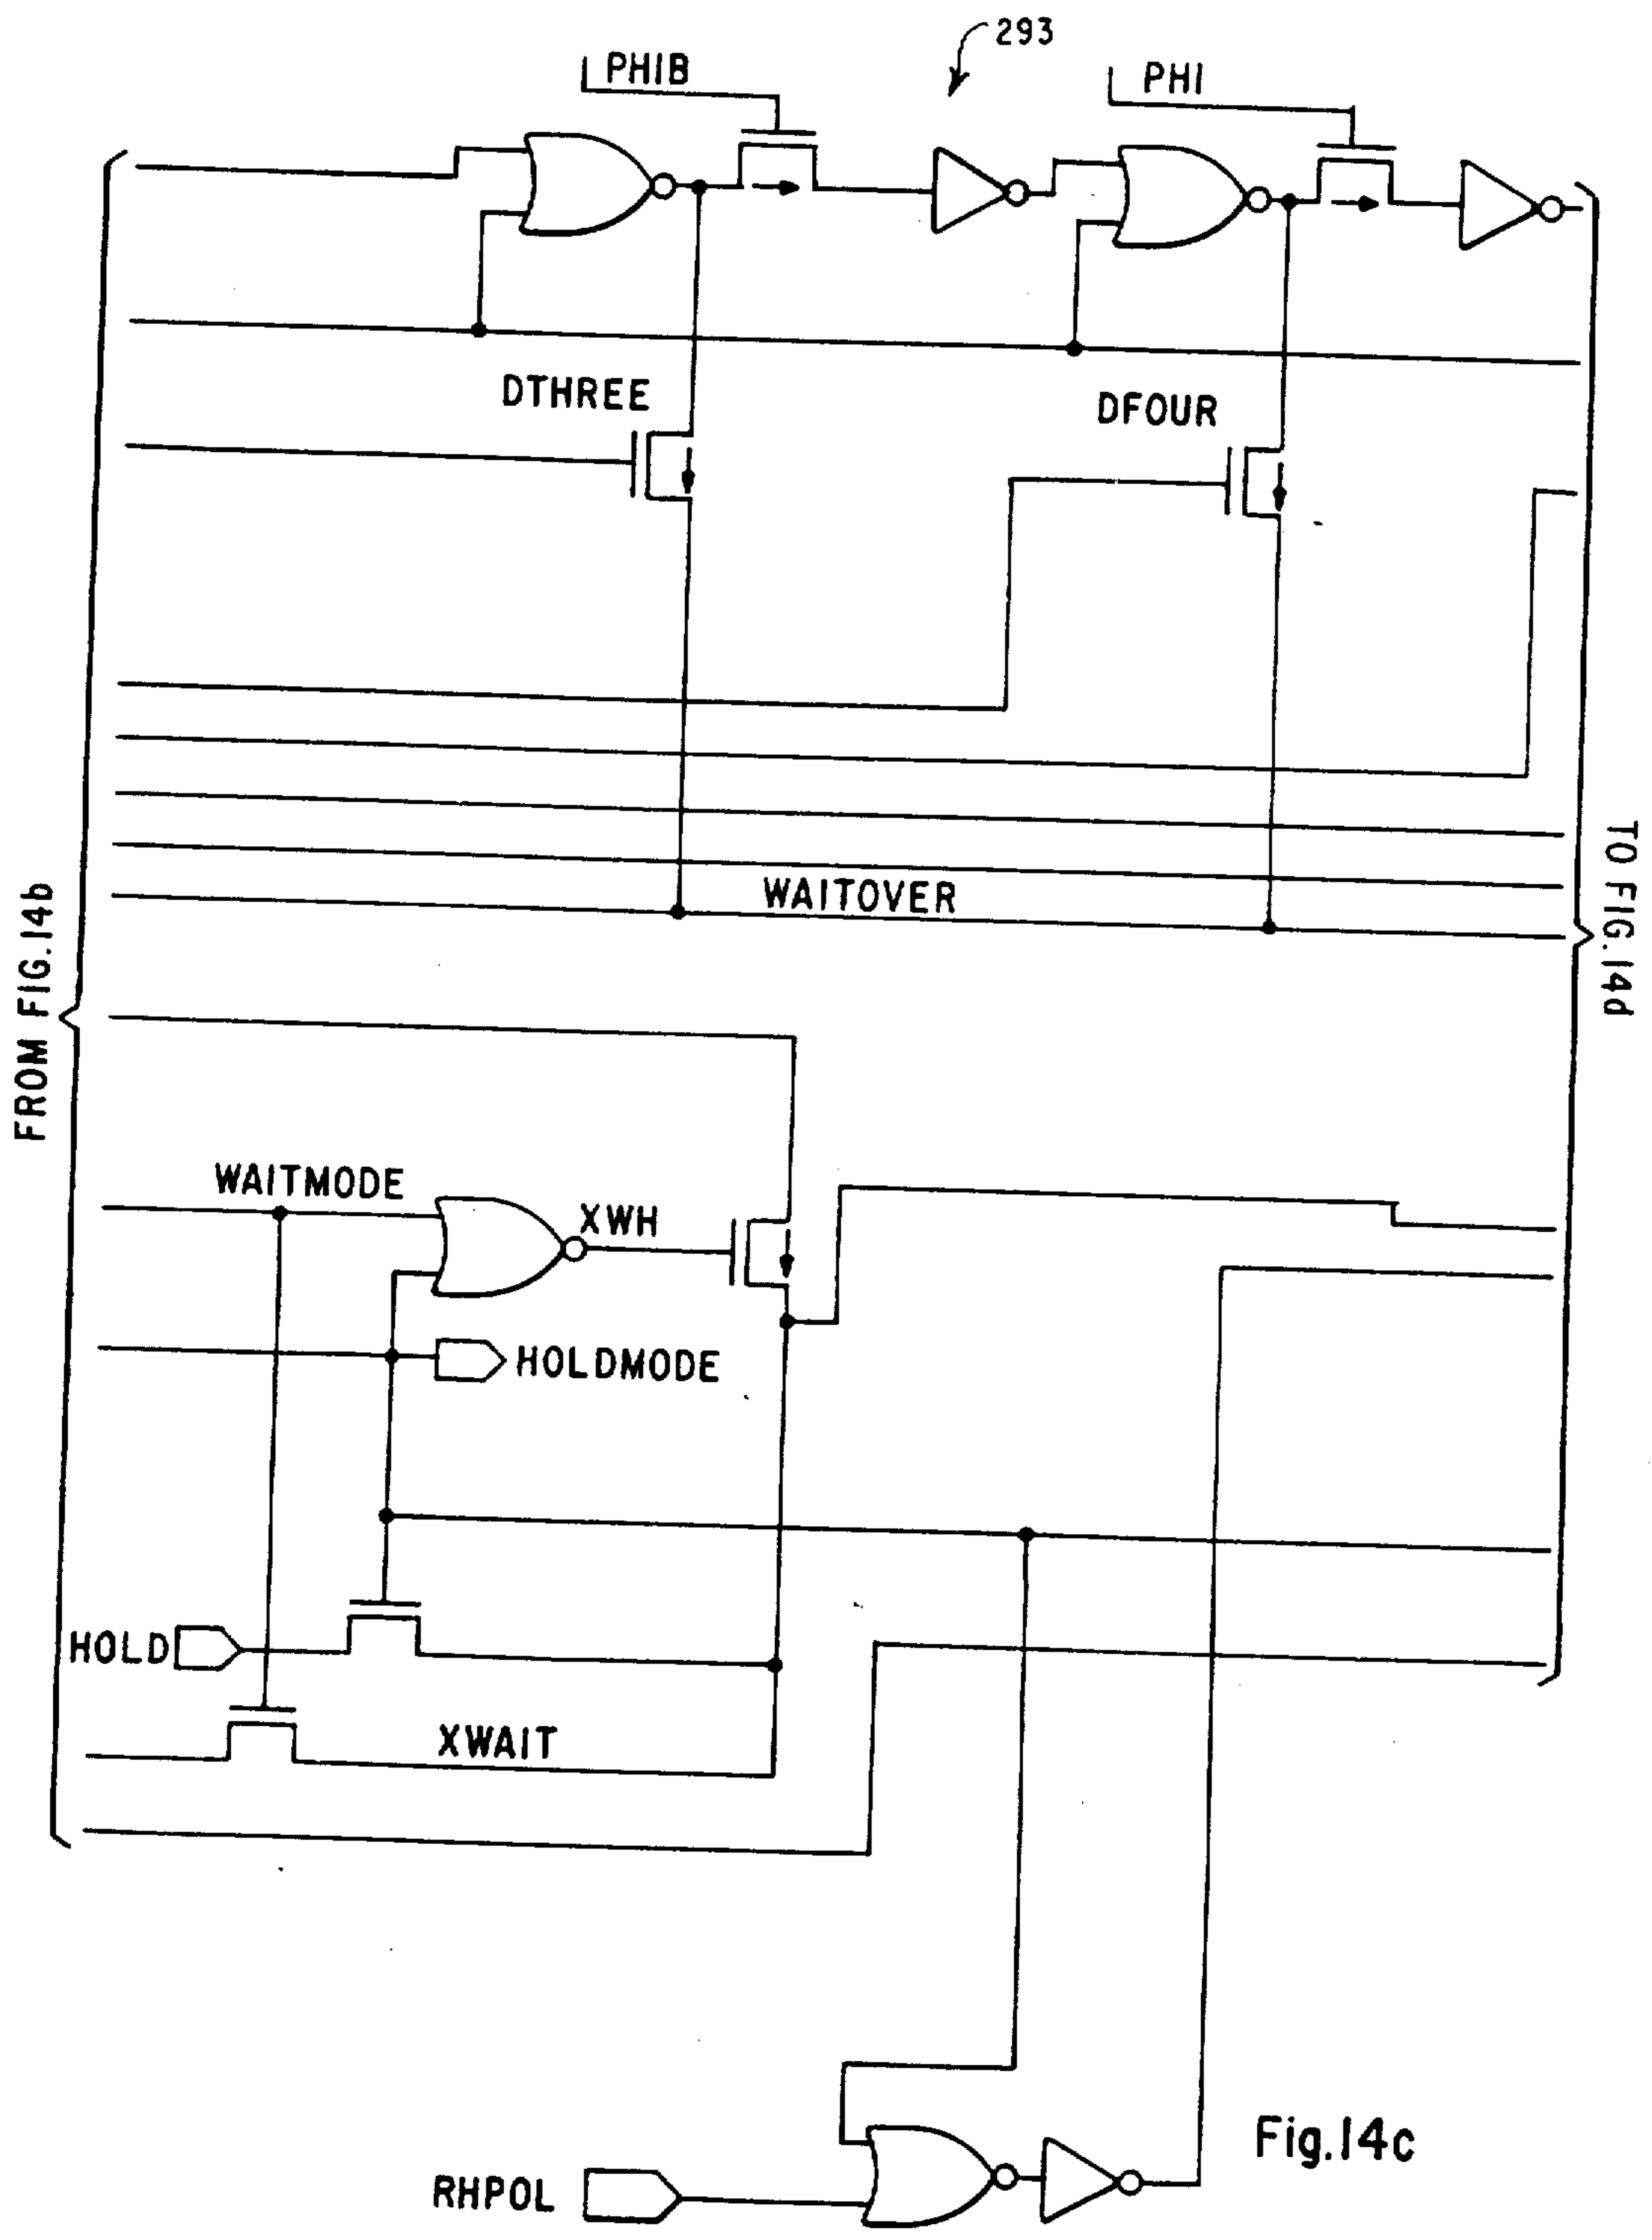 293
PHIB
PHI
DTHREE
DFOUR
WAITOVER
FROM FIG.14b
TO FIG.14d
WAITMODE
XWH
HOLDMODE
HOLD
XWAIT
RHPOL
Fig.14c